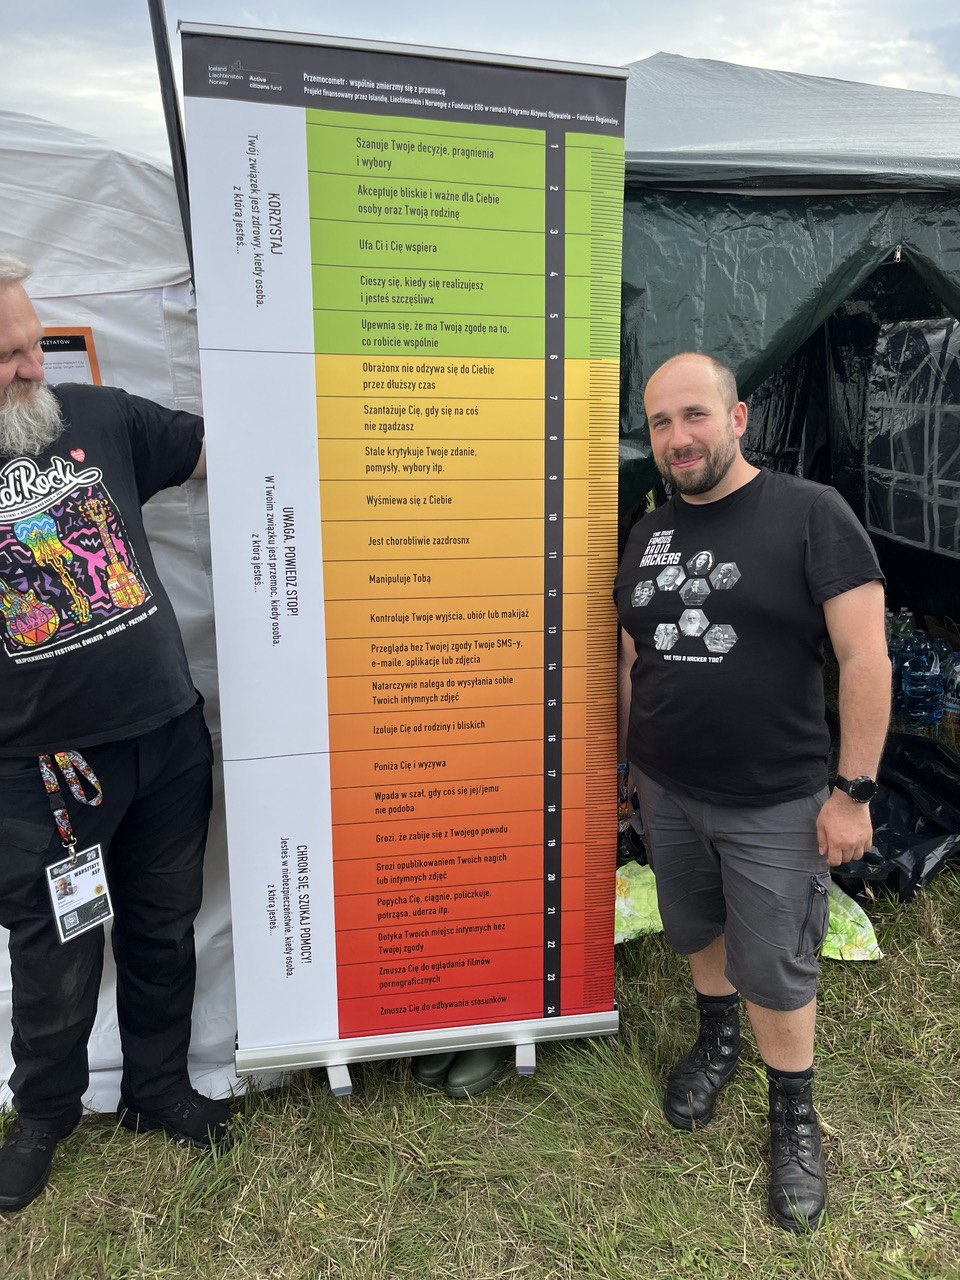 Iceland
Liechtenstein
Norway
Active
citizens fund
Przemocometr: wspólnie zmierzmy się z przemocą
Projekt finansowany przez Islandię, Liechtenstein i Norwegię z Funduszy EOG w ramach Programu Aktywni Obywatele – Fundusz Regionalny.
KORZYSTAJ
Twój związek jest zdrowy, kiedy osoba,
z którą jesteś...
Szanuje Twoje decyzje, pragnienia
i wybory
1
Akceptuje bliskie i ważne dla Ciebie
osoby oraz Twoją rodzinę
2
Ufa Ci i Cię wspiera
3
Cieszy się, kiedy się realizujesz
i jesteś szczęśliwx
4
Upewnia się, że ma Twoją zgodę na to,
co robicie wspólnie
5
UWAGA, POWIEDZ STOP!
W Twoim związku jest przemoc, kiedy osoba,
z którą jesteś...
Obrażonx nie odzywa się do Ciebie
przez dłuższy czas
6
Szantażuje Cię, gdy się na coś
nie zgadzasz
7
Stale krytykuje Twoje zdanie,
pomysły, wybory itp.
8
Wyśmiewa się z Ciebie
9
Jest chorobliwie zazdrosnx
10
Manipuluje Tobą
11
Kontroluje Twoje wyjścia, ubiór lub makijaż
12
Przegląda bez Twojej zgody Twoje SMS-y,
e-maile, aplikacje lub zdjęcia
13
Natarczywie nalega do wysyłania sobie
Twoich intymnych zdjęć
14
Izoluje Cię od rodziny i bliskich
15
CHROŃ SIĘ, SZUKAJ POMOCY!
Jesteś w niebezpieczeństwie, kiedy osoba,
z którą jesteś...
Poniża Cię i wyzywa
16
Wpada w szał, gdy coś się jej/jemu
nie podoba
17
Grozi, że zabije się z Twojego powodu
18
Grozi opublikowaniem Twoich nagich
lub intymnych zdjęć
19
Popycha Cię, ciągnie, policzkuje,
potrząsa, uderza itp.
20
Dotyka Twoich miejsc intymnych bez
Twojej zgody
21
Zmusza Cię do oglądania filmów
pornograficznych
22
Zmusza Cię do odbywania stosunków
23
24
d'Rock
NAJPIĘKNIEJSZY FESTIWAL ŚWIATA - MIŁOŚĆ - PRZYJAŹŃ - MUZYKA
WARSZTATY
ASP
THE MOST
FAMOUS
RADIO
HACKERS
ARE YOU A HACKER TOO?